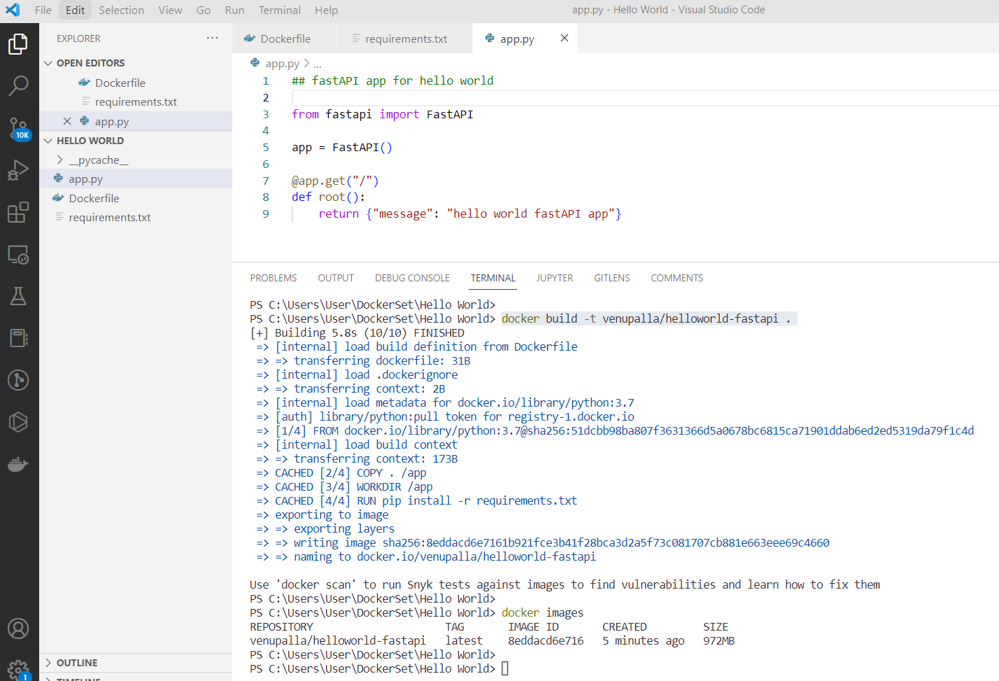 File Edit Selection View Go Run Terminal Help app.py - Hello World - Visual Studio Code
EXPLORER ...
OPEN EDITORS
Dockerfile
requirements.txt
app.py
HELLO WORLD
__pycache__
app.py
Dockerfile
requirements.txt
OUTLINE
TIMELINE
10K
1
Dockerfile requirements.txt app.py
app.py > ...
1 ## fastAPI app for hello world
2
3 from fastapi import FastAPI
4
5 app = FastAPI()
6
7 @app.get("/")
8 def root():
9 return {"message": "hello world fastAPI app"}
PROBLEMS OUTPUT DEBUG CONSOLE TERMINAL JUPYTER GITLENS COMMENTS
PS C:\Users\User\DockerSet\Hello World>
PS C:\Users\User\DockerSet\Hello World> docker build -t venupalla/helloworld-fastapi .
[+] Building 5.8s (10/10) FINISHED
=> [internal] load build definition from Dockerfile
=> => transferring dockerfile: 31B
=> [internal] load .dockerignore
=> => transferring context: 2B
=> [internal] load metadata for docker.io/library/python:3.7
=> [auth] library/python:pull token for registry-1.docker.io
=> [1/4] FROM docker.io/library/python:3.7@sha256:51dcbb98ba807f3631366d5a0678bc6815ca71901ddab6ed2ed5319da79f1c4d
=> [internal] load build context
=> => transferring context: 173B
=> CACHED [2/4] COPY . /app
=> CACHED [3/4] WORKDIR /app
=> CACHED [4/4] RUN pip install -r requirements.txt
=> exporting to image
=> => exporting layers
=> => writing image sha256:8eddacd6e7161b921fce3b41f28bca3d2a5f73c081707cb881e663eee69c4660
=> => naming to docker.io/venupalla/helloworld-fastapi
Use 'docker scan' to run Snyk tests against images to find vulnerabilities and learn how to fix them
PS C:\Users\User\DockerSet\Hello World>
PS C:\Users\User\DockerSet\Hello World> docker images
REPOSITORY TAG IMAGE ID CREATED SIZE
venupalla/helloworld-fastapi latest 8eddacd6e716 5 minutes ago 972MB
PS C:\Users\User\DockerSet\Hello World>
PS C:\Users\User\DockerSet\Hello World>